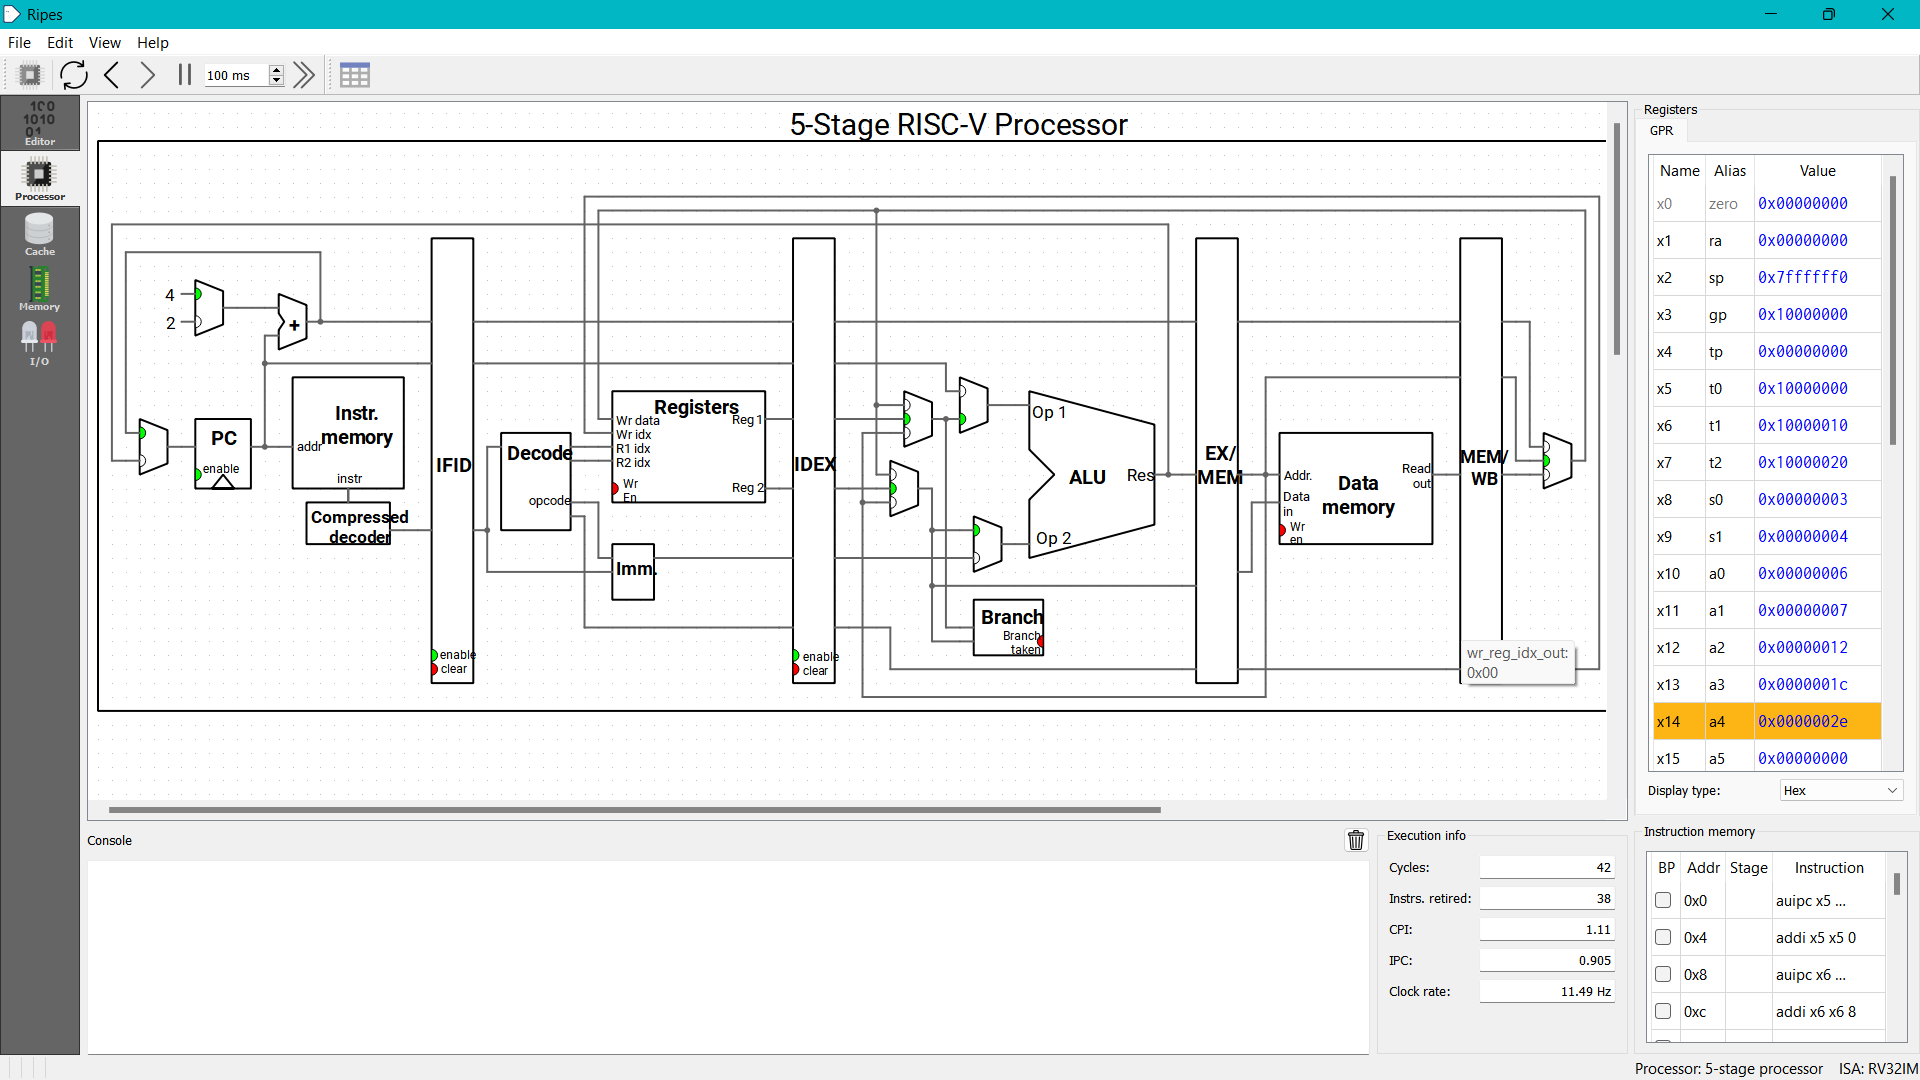 Ripes
File Edit View Help
100 ms
Editor
Processor
Cache
Memory
I/O
5-Stage RISC-V Processor
4
2
+
PC
enable
Instr.
memory
addr
instr
Compressed
decoder
IFID
enable
clear
Decode
opcode
Registers
Wr data
Wr idx
R1 idx
R2 idx
Wr
En
Reg 1
Reg 2
Imm.
IDEX
enable
clear
Op 1
ALU
Res
Op 2
Branch
Branch
taken
EX/
MEM
Addr.
Data
in
Wr
en
Data
memory
Read
out
MEM/
WB
wr_reg_idx_out:
0x00
Registers
GPR
Name Alias Value
x0 zero 0x00000000
x1 ra 0x00000000
x2 sp 0x7ffffff0
x3 gp 0x10000000
x4 tp 0x00000000
x5 t0 0x10000000
x6 t1 0x10000010
x7 t2 0x10000020
x8 s0 0x00000003
x9 s1 0x00000004
x10 a0 0x00000006
x11 a1 0x00000007
x12 a2 0x00000012
x13 a3 0x0000001c
x14 a4 0x0000002e
x15 a5 0x00000000
Display type: Hex
Console
Execution info
Cycles: 42
Instrs. retired: 38
CPI: 1.11
IPC: 0.905
Clock rate: 11.49 Hz
Instruction memory
BP Addr Stage Instruction
0x0 auipc x5 ...
0x4 addi x5 x5 0
0x8 auipc x6 ...
0xc addi x6 x6 8
Processor: 5-stage processor ISA: RV32IM